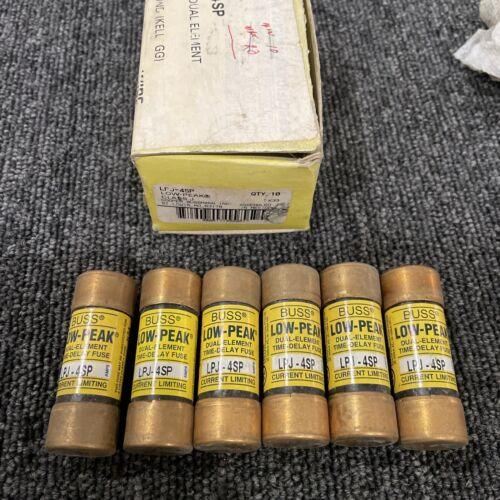 -4SP
DUAL ELEMENT
(KELL GG)
LPJ-4SP
LOW-PEAK®
CLASS J
QTY. 10
BUSS®
LOW-PEAK®
DUAL-ELEMENT
TIME-DELAY FUSE
LPJ-4SP
CURRENT LIMITING
BUSS®
LOW-PEAK®
DUAL-ELEMENT
TIME-DELAY FUSE
LPJ-4SP
CURRENT LIMITING
BUSS®
LOW-PEAK®
DUAL-ELEMENT
TIME-DELAY FUSE
LPJ-4SP
CURRENT LIMITING
BUSS®
LOW-PEAK®
DUAL-ELEMENT
TIME-DELAY FUSE
LPJ-4SP
CURRENT LIMITING
BUSS®
LOW-PEAK®
DUAL-ELEMENT
TIME-DELAY FUSE
LPJ-4SP
CURRENT LIMITING
BUSS®
LOW-PEAK®
DUAL-ELEMENT
TIME-DELAY FUSE
LPJ-4SP
CURRENT LIMITING